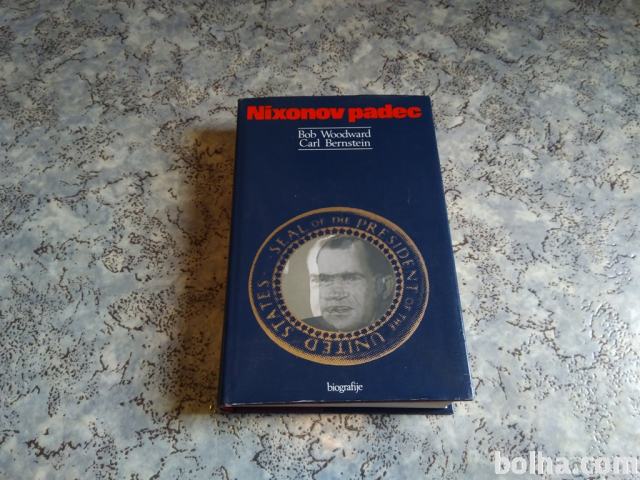 Nixonov padec
Bob Woodward
Carl Bernstein
SEAL OF THE PRESIDENT OF THE UNITED STATES
biografije
bolha.com